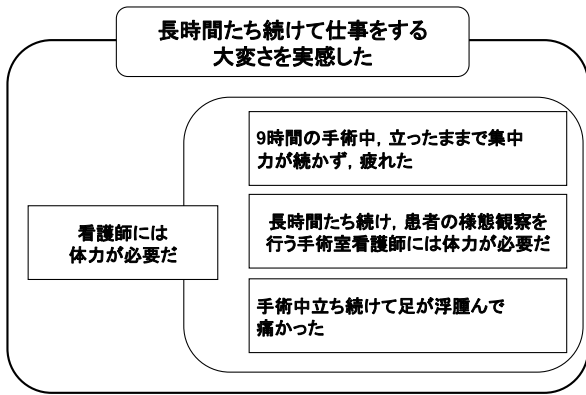 長時間たち続けて仕事をする
大変さを実感した
9時間の手術中，立ったままで集中
力が続かず，疲れた
看護師には
体力が必要だ
長時間たち続け，患者の様態観察を
行う手術室看護師には体力が必要だ
手術中立ち続けて足が浮腫んで
痛かった